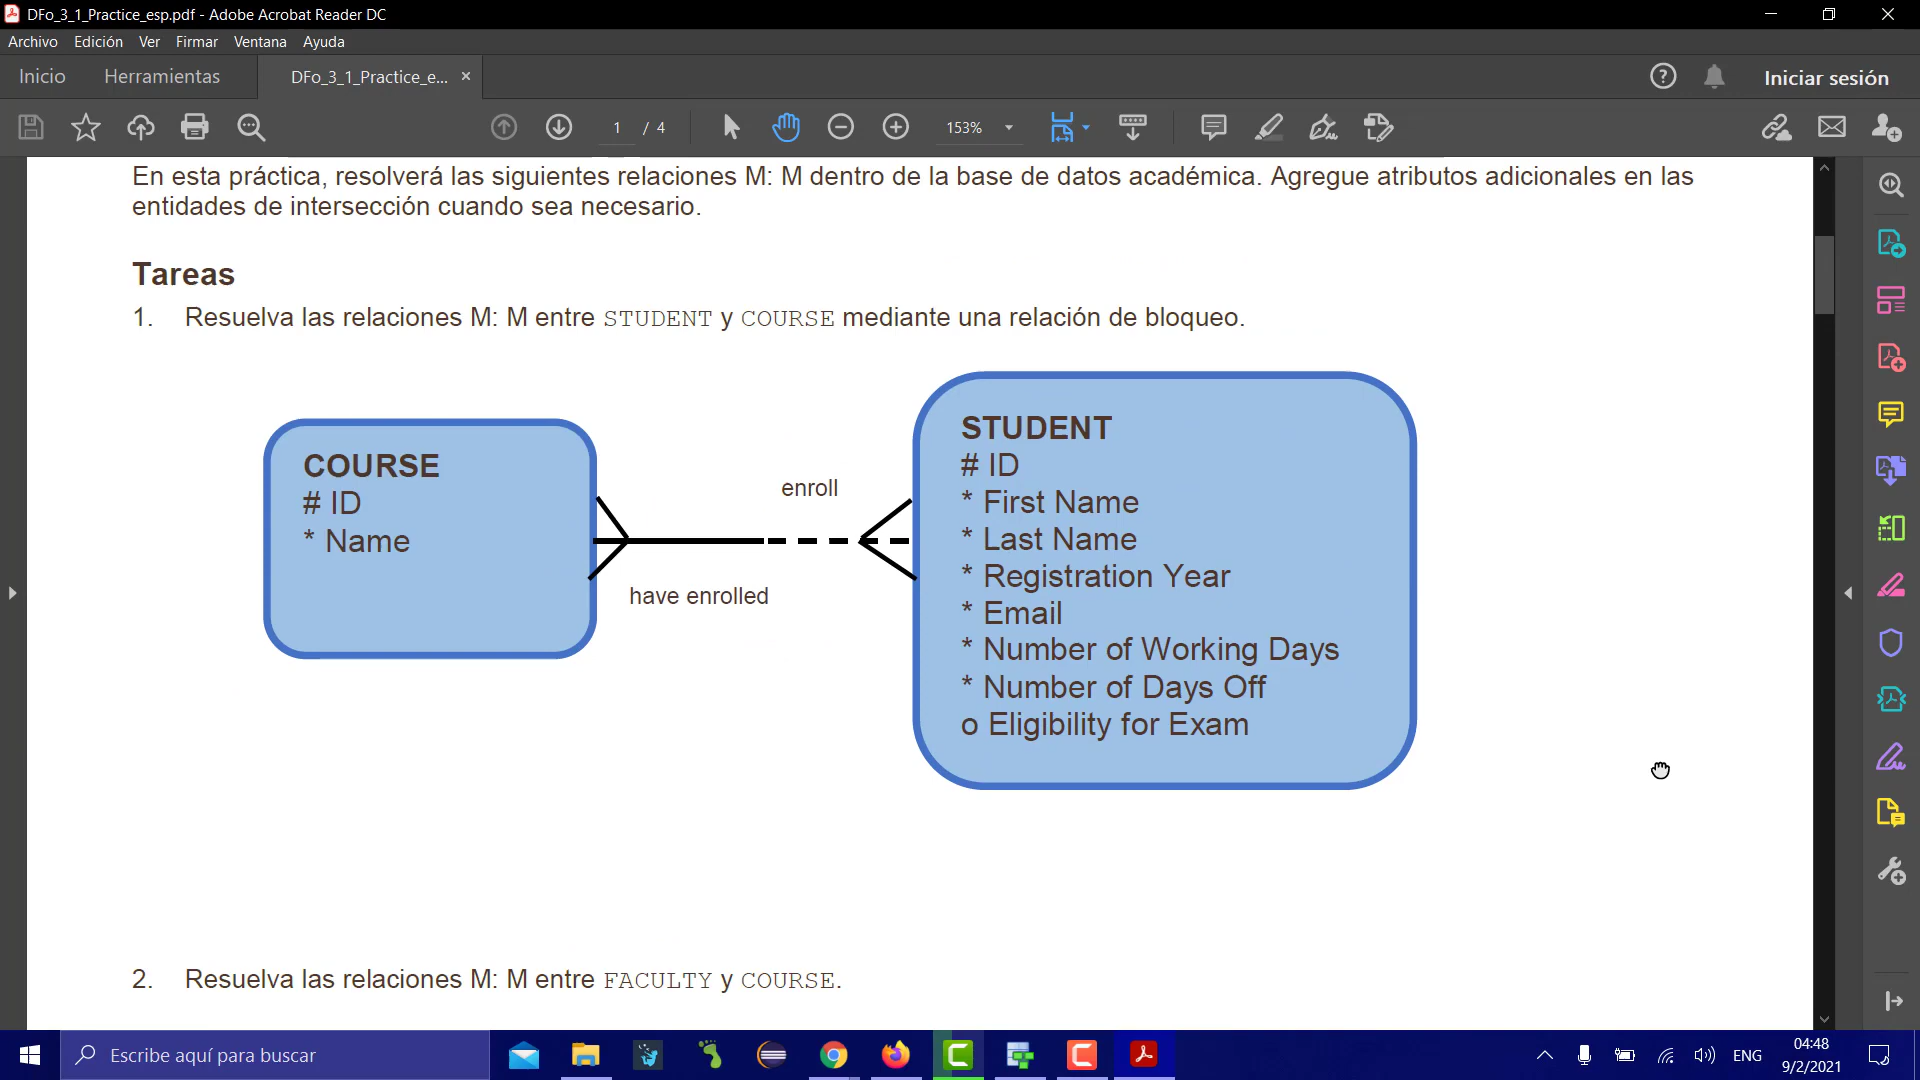 DFo_3_1_Practice_esp.pdf - Adobe Acrobat Reader DC
Archivo Edición Ver Firmar Ventana Ayuda
Inicio Herramientas DFo_3_1_Practice_e... × Iniciar sesión
1 / 4 153%
En esta práctica, resolverá las siguientes relaciones M: M dentro de la base de datos académica. Agregue atributos adicionales en las
entidades de intersección cuando sea necesario.
Tareas
1. Resuelva las relaciones M: M entre STUDENT y COURSE mediante una relación de bloqueo.
COURSE
# ID
* Name
enroll
have enrolled
STUDENT
# ID
* First Name
* Last Name
* Registration Year
* Email
* Number of Working Days
* Number of Days Off
o Eligibility for Exam
2. Resuelva las relaciones M: M entre FACULTY y COURSE.
Escribe aquí para buscar
ENG
04:48
9/2/2021